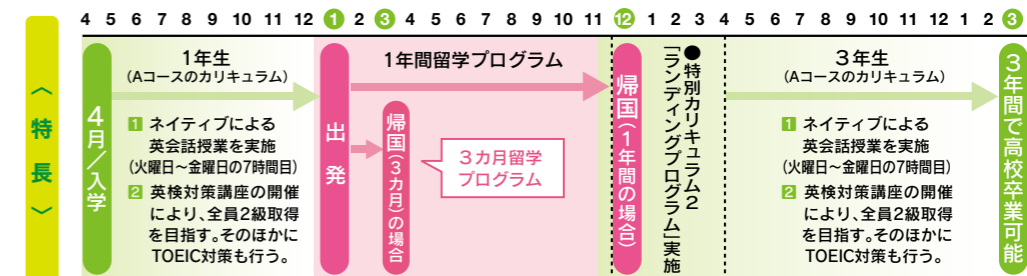 4 5 6 7 8 9 10 11 12 1 2 3 4 5 6 7 8 9 10 11 12 1 2 3 4 5 6 7 8 9 10 11 12 1 2 3
〈特長〉
4月／入学
1年生
(Aコースのカリキュラム)
1 ネイティブによる
英会話授業を実施
(火曜日～金曜日の7時間目)
2 英検対策講座の開催
により、全員2級取得
を目指す。そのほかに
TOEIC対策も行う。
出発
1年間留学プログラム
帰国(3カ月)の場合
3カ月留学
プログラム
帰国(1年間の場合)
●特別カリキュラム2
「ランディングプログラム」実施
3年生
(Aコースのカリキュラム)
1 ネイティブによる
英会話授業を実施
(火曜日～金曜日の7時間目)
2 英検対策講座の開催
により、全員2級取得
を目指す。そのほかに
TOEIC対策も行う。
3年間で高校卒業可能